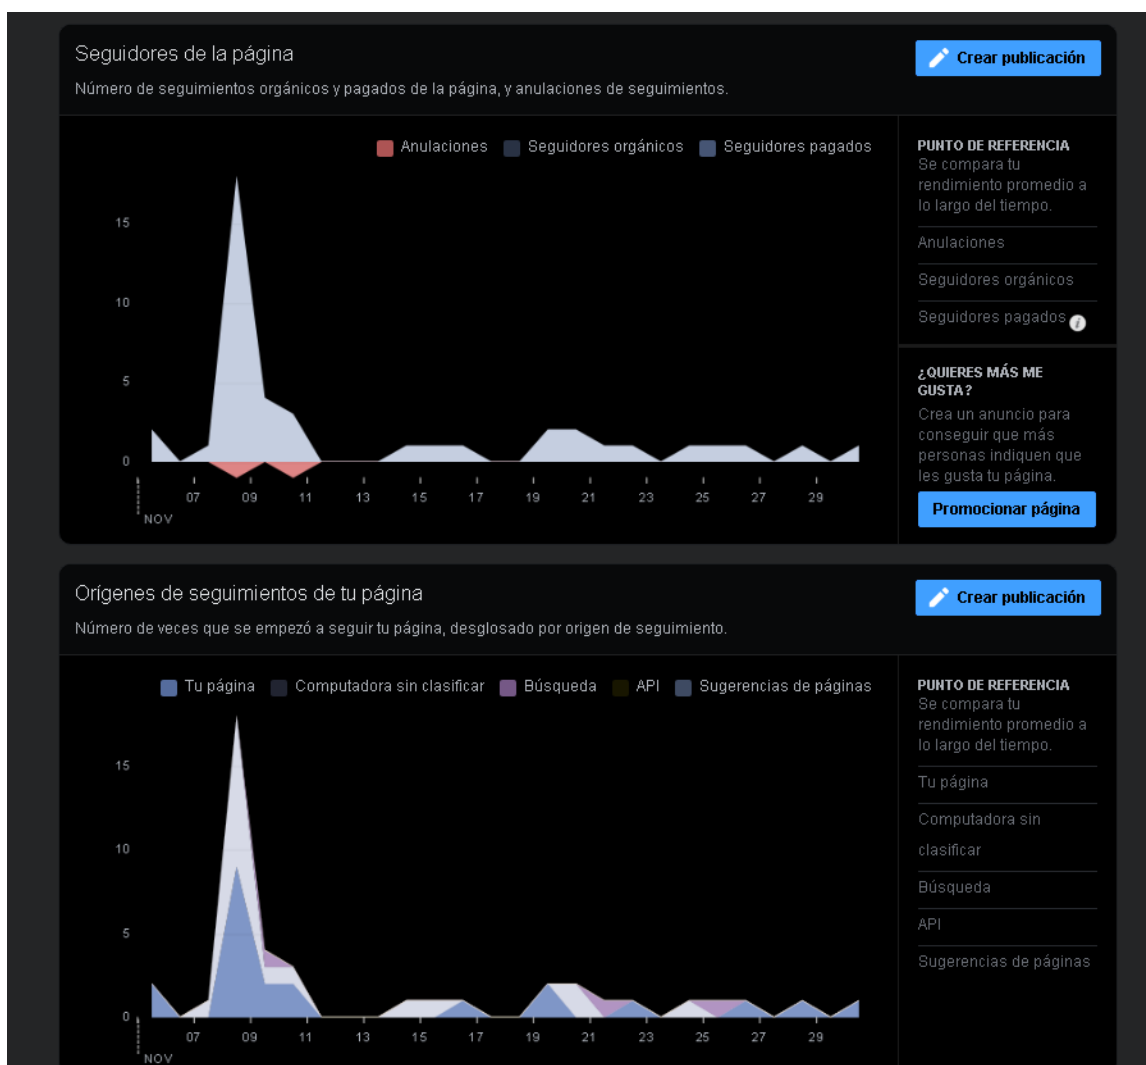 Seguidores de la página
Crear publicación
Número de seguimientos orgánicos y pagados de la página, y anulaciones de seguimientos.
Anulaciones Seguidores orgánicos Seguidores pagados
15
10
5
0
07 09 11 13 15 17 19 21 23 25 27 29
NOV
PUNTO DE REFERENCIA
Se compara tu
rendimiento promedio a
lo largo del tiempo.
Anulaciones
Seguidores orgánicos
Seguidores pagados
¿QUIERES MÁS ME
GUSTA?
Crea un anuncio para
conseguir que más
personas indiquen que
les gusta tu página.
Promocionar página
Orígenes de seguimientos de tu página
Crear publicación
Número de veces que se empezó a seguir tu página, desglosado por origen de seguimiento.
Tu página Computadora sin clasificar Búsqueda API Sugerencias de páginas
15
10
5
0
07 09 11 13 15 17 19 21 23 25 27 29
NOV
PUNTO DE REFERENCIA
Se compara tu
rendimiento promedio a
lo largo del tiempo.
Tu página
Computadora sin
clasificar
Búsqueda
API
Sugerencias de páginas